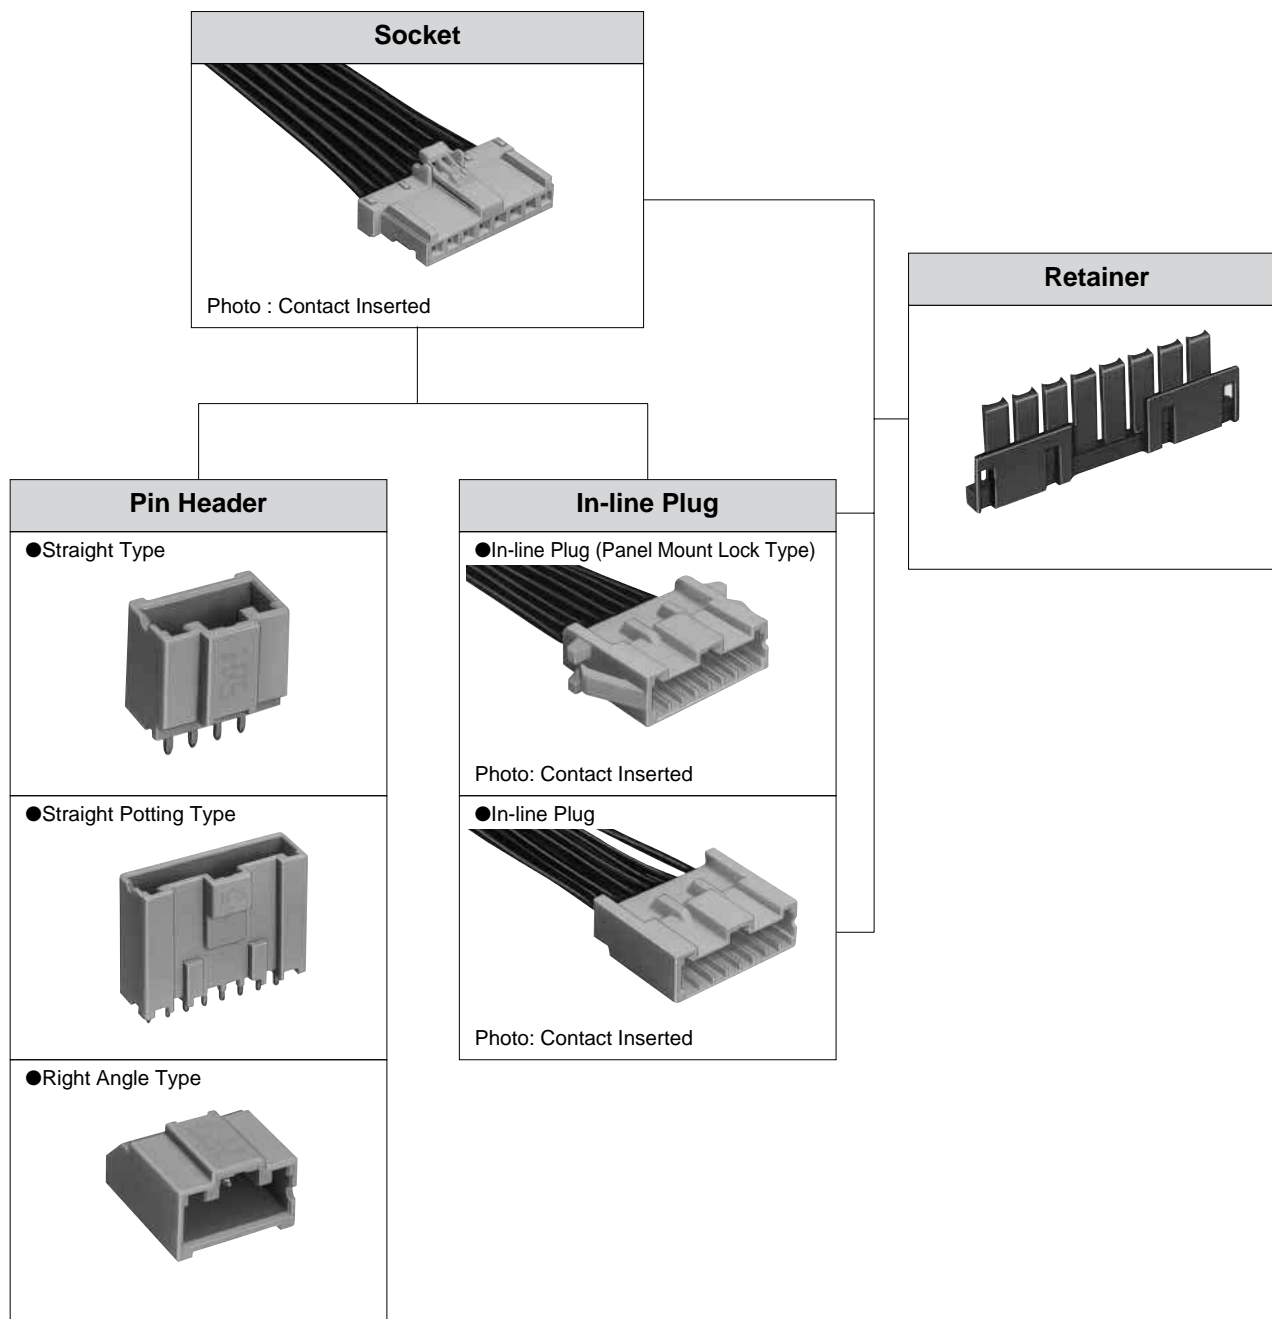 Socket
Photo : Contact Inserted
Retainer
Pin Header
●Straight Type
●Straight Potting Type
●Right Angle Type
In-line Plug
●In-line Plug (Panel Mount Lock Type)
Photo: Contact Inserted
●In-line Plug
Photo: Contact Inserted